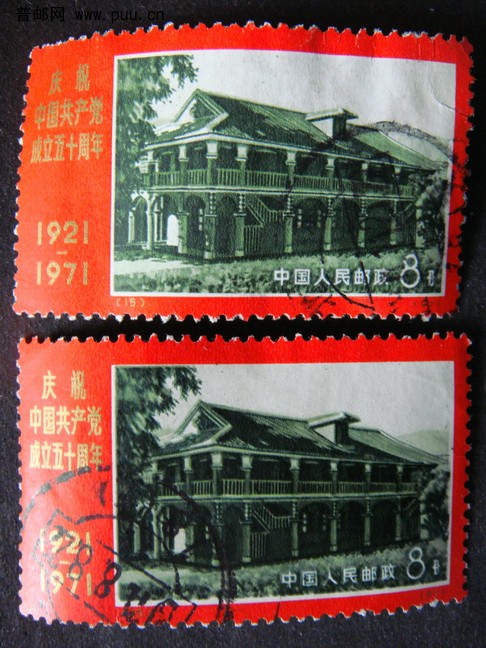 普邮网 www.puu.cn
庆祝
中国共产党
成立五十周年
1921
—
1971
中国人民邮政 8分
(15)
庆祝
中国共产党
成立五十周年
1921
—
1971
中国人民邮政 8分